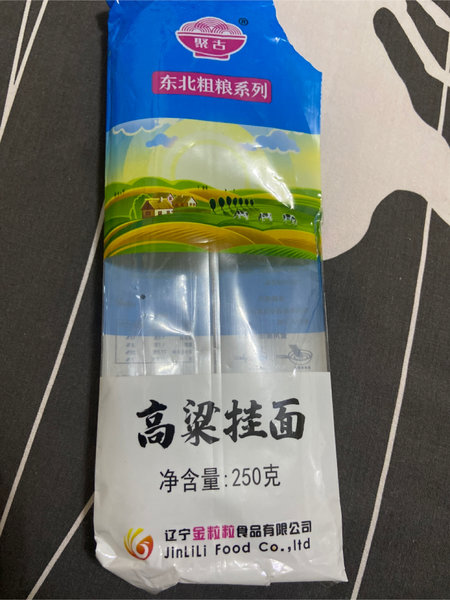 聚古
®
东北粗粮系列
高粱挂面
净含量:250克
辽宁金粒粒食品有限公司
JinLiLi Food Co.,ltd